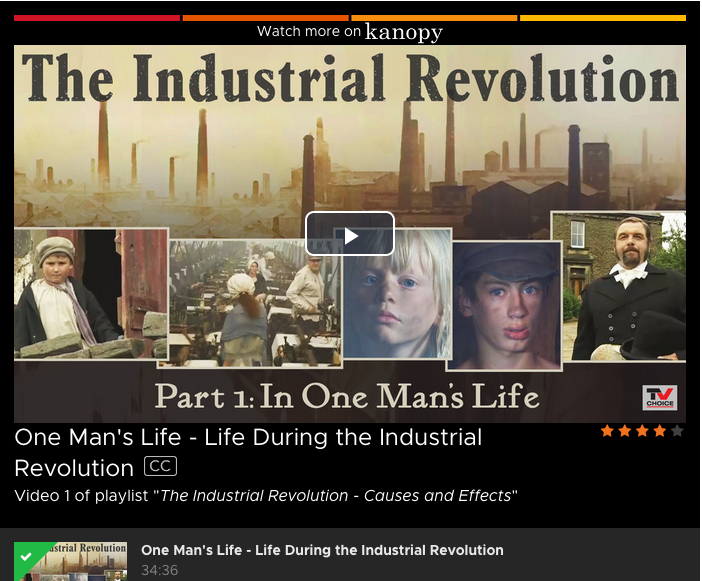 Watch more on kanopy
The Industrial Revolution
Part 1: In One Man's Life
TV
CHOICE
One Man's Life - Life During the Industrial
Revolution CC
Video 1 of playlist "The Industrial Revolution - Causes and Effects"
ustrial Revolution
One Man's Life - Life During the Industrial Revolution
34:36